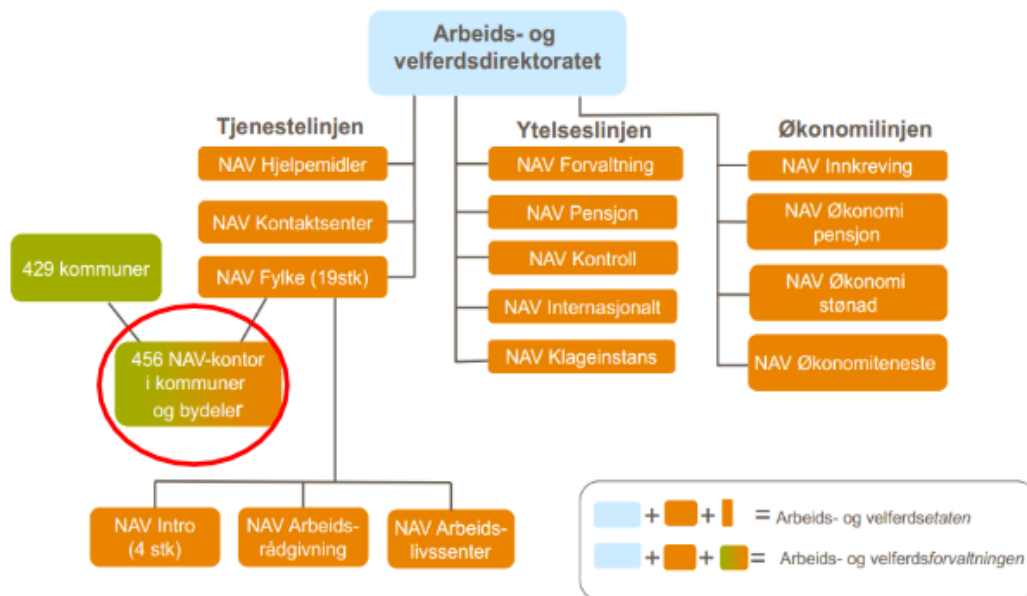 Arbeids- og
velferdsdirektoratet
Tjenestelinjen
NAV Hjelpemidler
NAV Kontaktsenter
NAV Fylke (19stk)
429 kommuner
456 NAV-kontor
i kommuner
og bydeler
NAV Intro
(4 stk)
NAV Arbeids-
rådgivning
NAV Arbeids-
livssenter
Ytelseslinjen
NAV Forvaltning
NAV Pensjon
NAV Kontroll
NAV Internasjonalt
NAV Klageinstans
Økonomilinjen
NAV Innkreving
NAV Økonomi
pensjon
NAV Økonomi
stønad
NAV Økonomiteneste
+ + = Arbeids- og velferdsetaten
+ + = Arbeids- og velferdsforvaltningen